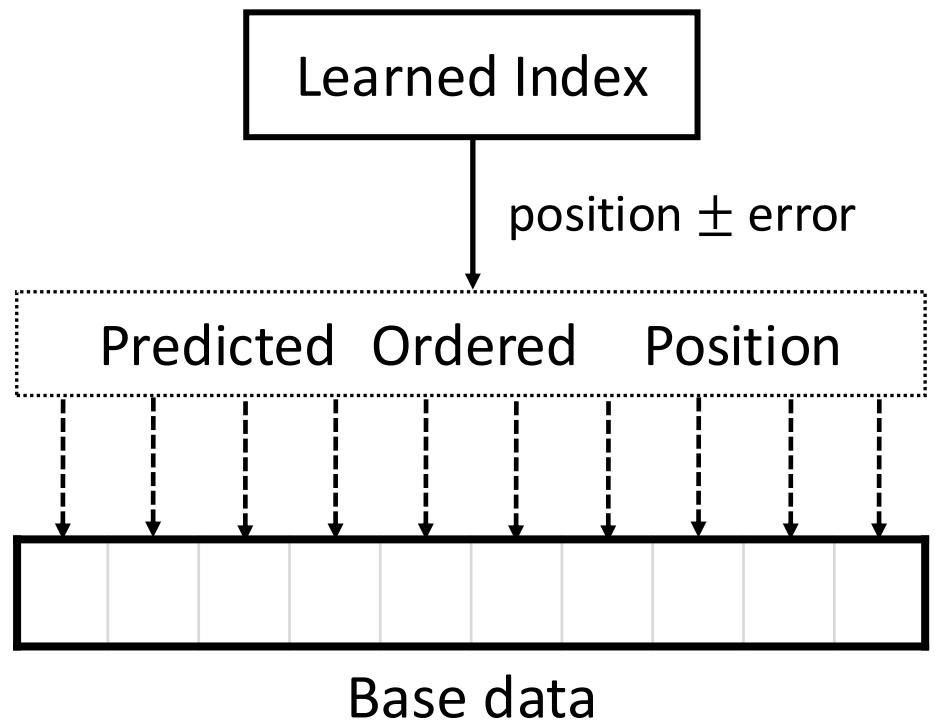 Learned Index
position ± error
Predicted Ordered Position
Base data